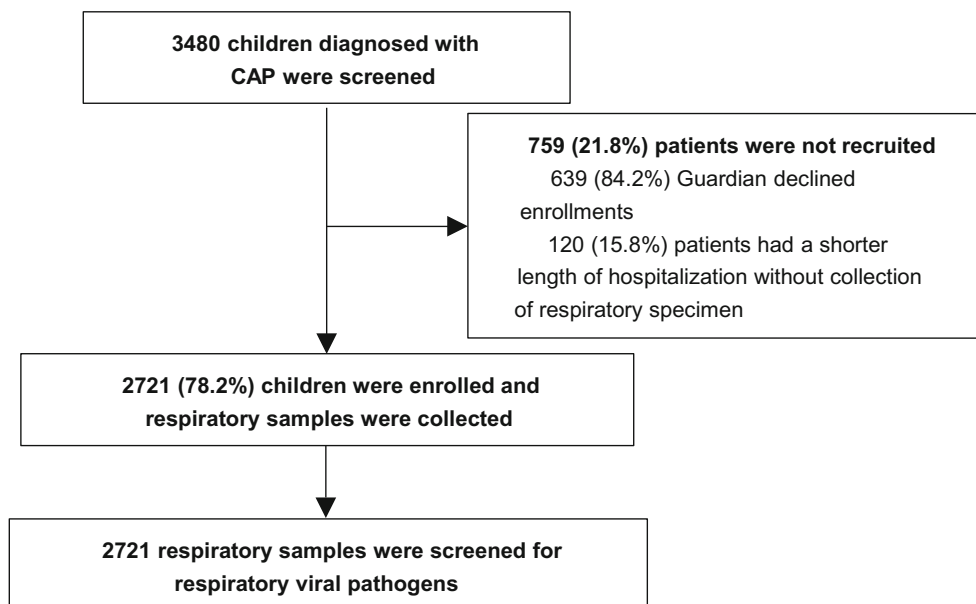 3480 children diagnosed with
CAP were screened
759 (21.8%) patients were not recruited
639 (84.2%) Guardian declined
enrollments
120 (15.8%) patients had a shorter
length of hospitalization without collection
of respiratory specimen
2721 (78.2%) children were enrolled and
respiratory samples were collected
2721 respiratory samples were screened for
respiratory viral pathogens